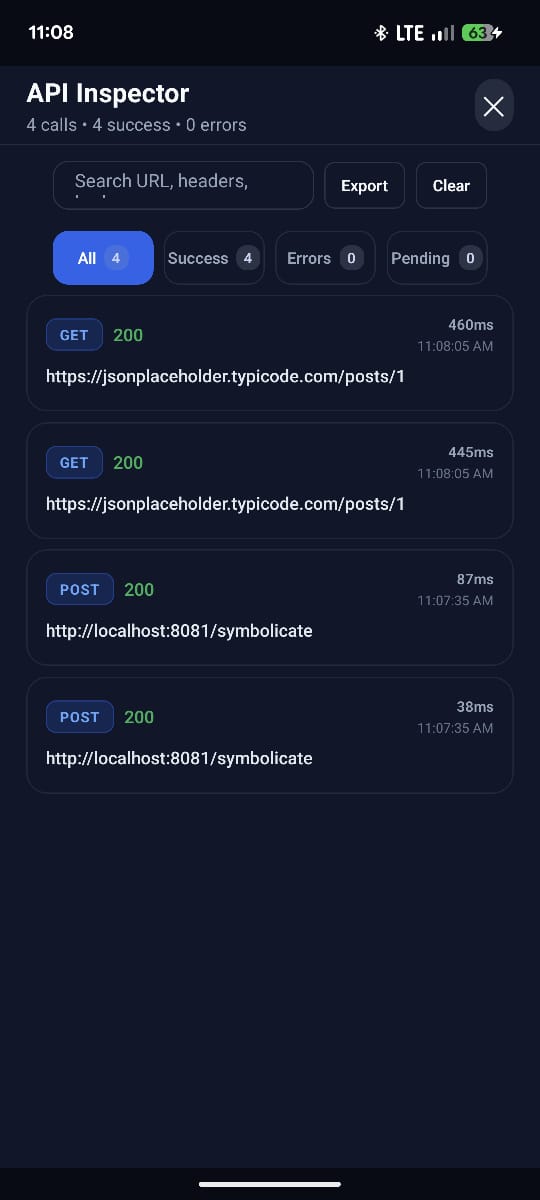 11:08
LTE 63
API Inspector
4 calls • 4 success • 0 errors
Search URL, headers,
Export
Clear
All 4
Success 4
Errors 0
Pending 0
GET 200
460ms
11:08:05 AM
https://jsonplaceholder.typicode.com/posts/1
GET 200
445ms
11:08:05 AM
https://jsonplaceholder.typicode.com/posts/1
POST 200
87ms
11:07:35 AM
http://localhost:8081/symbolicate
POST 200
38ms
11:07:35 AM
http://localhost:8081/symbolicate